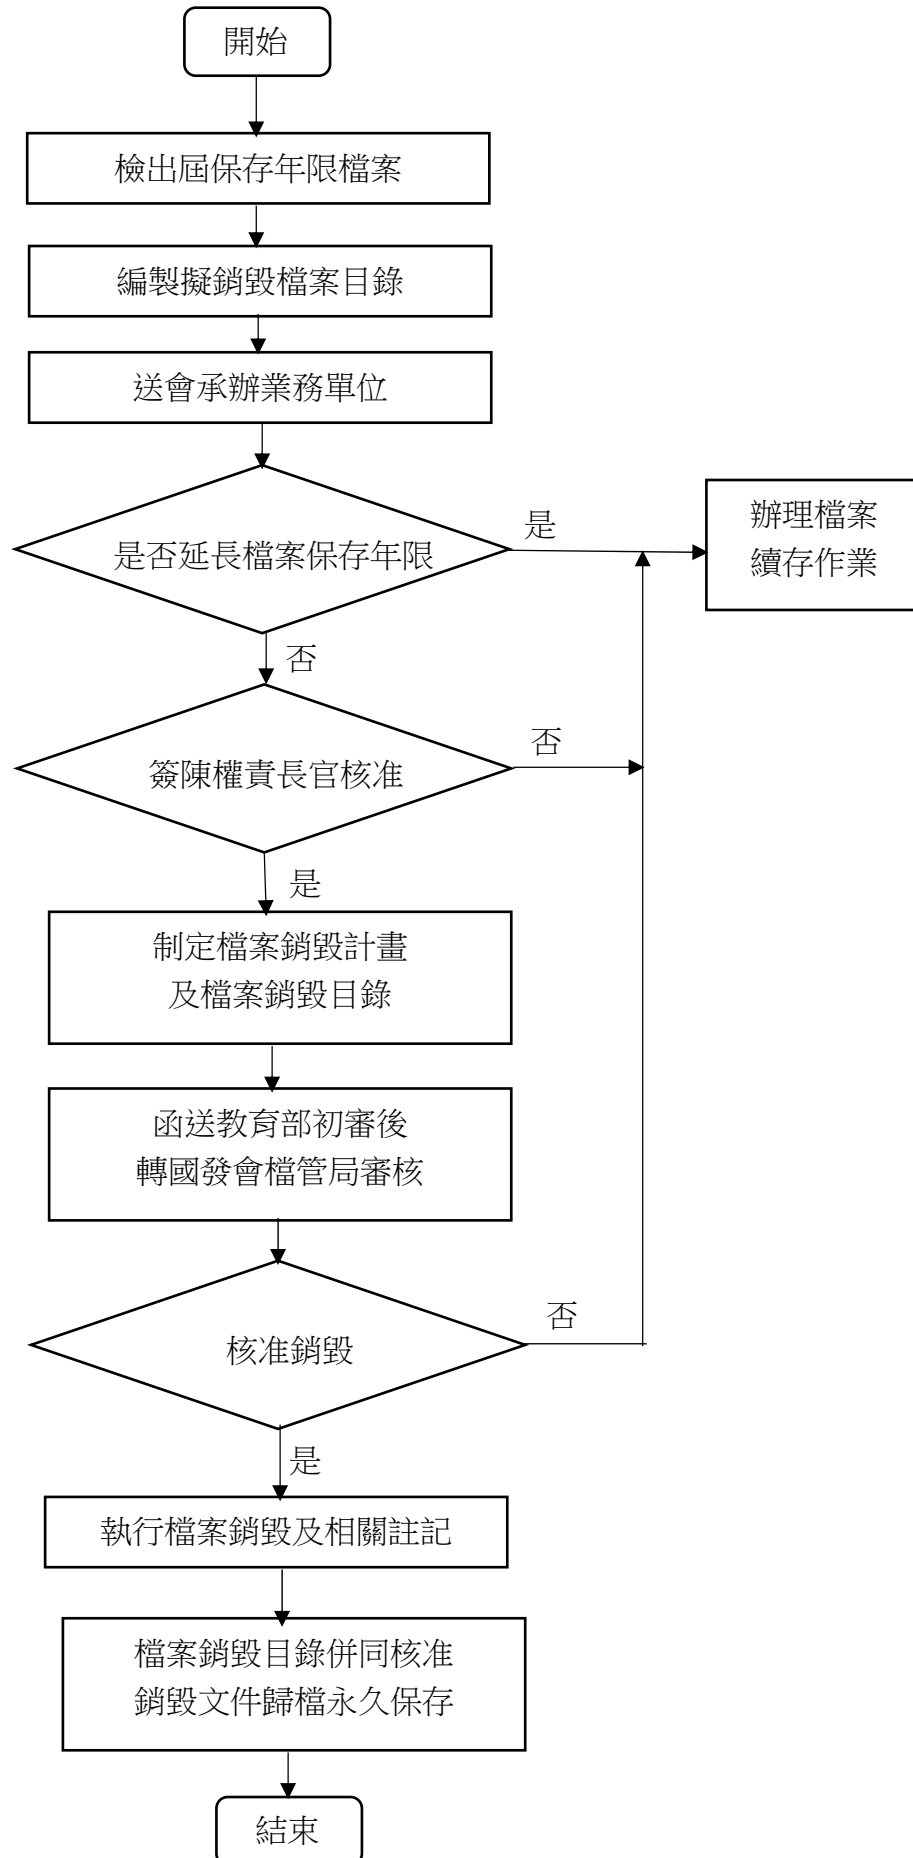 開始
檢出屆保存年限檔案
編製擬銷毀檔案目錄
送會承辦業務單位
是否延長檔案保存年限
是
辦理檔案
續存作業
否
簽陳權責長官核准
否
是
制定檔案銷毀計畫
及檔案銷毀目錄
函送教育部初審後
轉國發會檔管局審核
核准銷毀
否
是
執行檔案銷毀及相關註記
檔案銷毀目錄併同核准
銷毀文件歸檔永久保存
結束